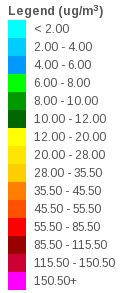 Legend (ug/m³)
< 2.00
2.00 - 4.00
4.00 - 6.00
6.00 - 8.00
8.00 - 10.00
10.00 - 12.00
12.00 - 20.00
20.00 - 28.00
28.00 - 35.50
35.50 - 45.50
45.50 - 55.50
55.50 - 85.50
85.50 - 115.50
115.50 - 150.50
150.50+